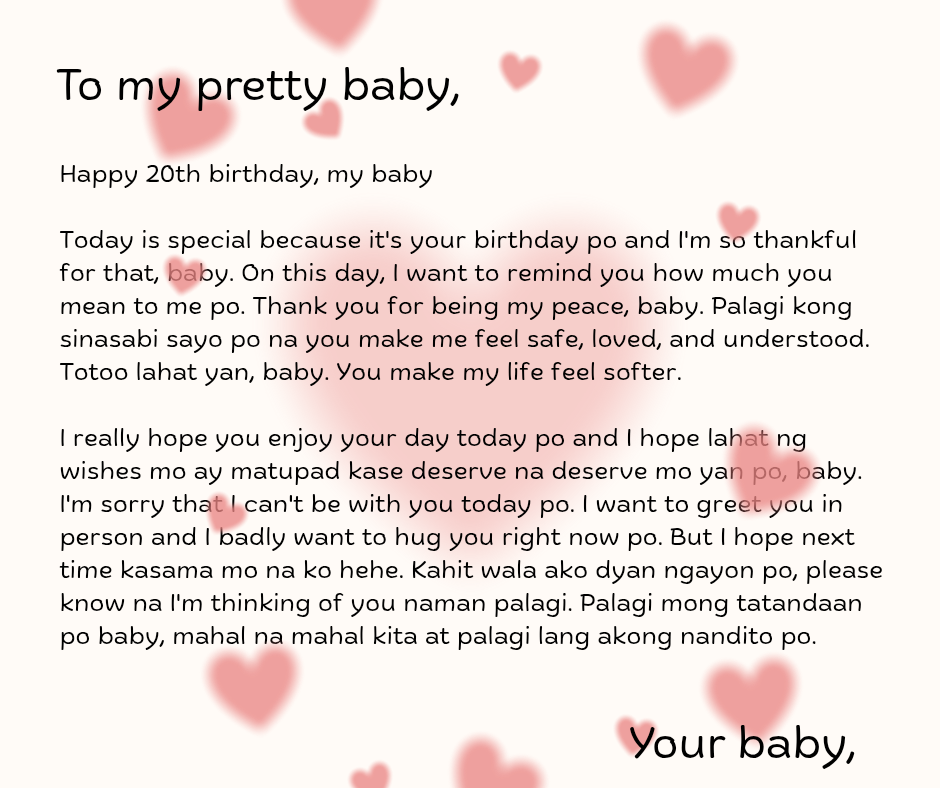 To my pretty baby,
Happy 20th birthday, my baby
Today is special because it's your birthday po and I'm so thankful
for that, baby. On this day, I want to remind you how much you
mean to me po. Thank you for being my peace, baby. Palagi kong
sinasabi sayo po na you make me feel safe, loved, and understood.
Totoo lahat yan, baby. You make my life feel softer.
I really hope you enjoy your day today po and I hope lahat ng
wishes mo ay matupad kase deserve na deserve mo yan po, baby.
I'm sorry that I can't be with you today po. I want to greet you in
person and I badly want to hug you right now po. But I hope next
time kasama mo na ko hehe. Kahit wala ako dyan ngayon po, please
know na I'm thinking of you naman palagi. Palagi mong tatandaan
po baby, mahal na mahal kita at palagi lang akong nandito po.
Your baby,